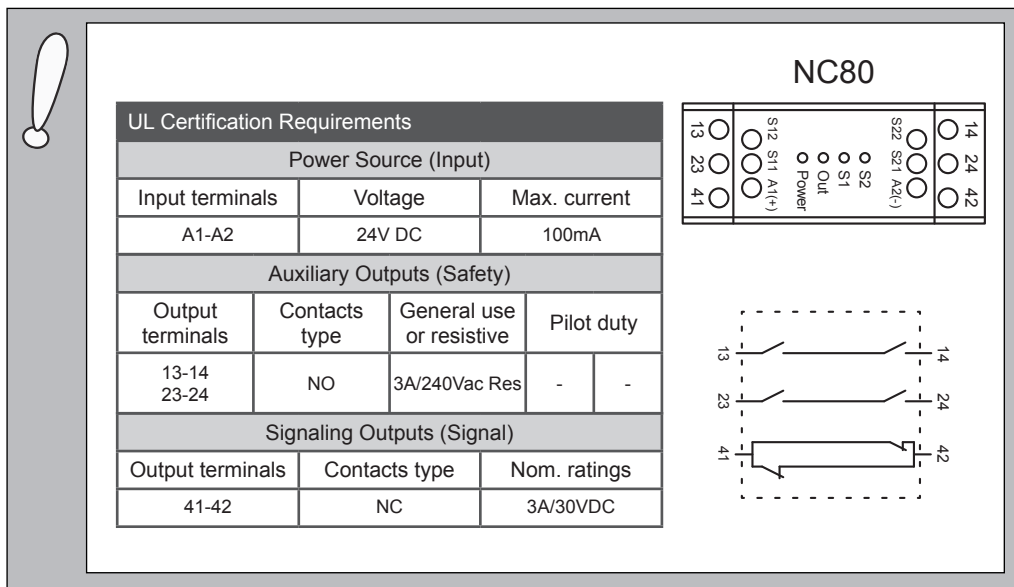 NC80
UL Certification Requirements
Power Source (Input)
Input terminals Voltage Max. current
A1-A2 24V DC 100mA
Auxiliary Outputs (Safety)
Output terminals Contacts type General use or resistive Pilot duty
13-14
23-24 NO 3A/240Vac Res - -
Signaling Outputs (Signal)
Output terminals Contacts type Nom. ratings
41-42 NC 3A/30VDC
13 S12 S22 14
23 S11 Power Out S1 S2 S21 24
41 A1(+) A2(-) 42
13 14
23 24
41 42